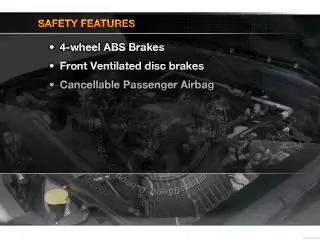 SAFETY FEATURES
• 4-wheel ABS Brakes
• Front Ventilated disc brakes
• Cancellable Passenger Airbag